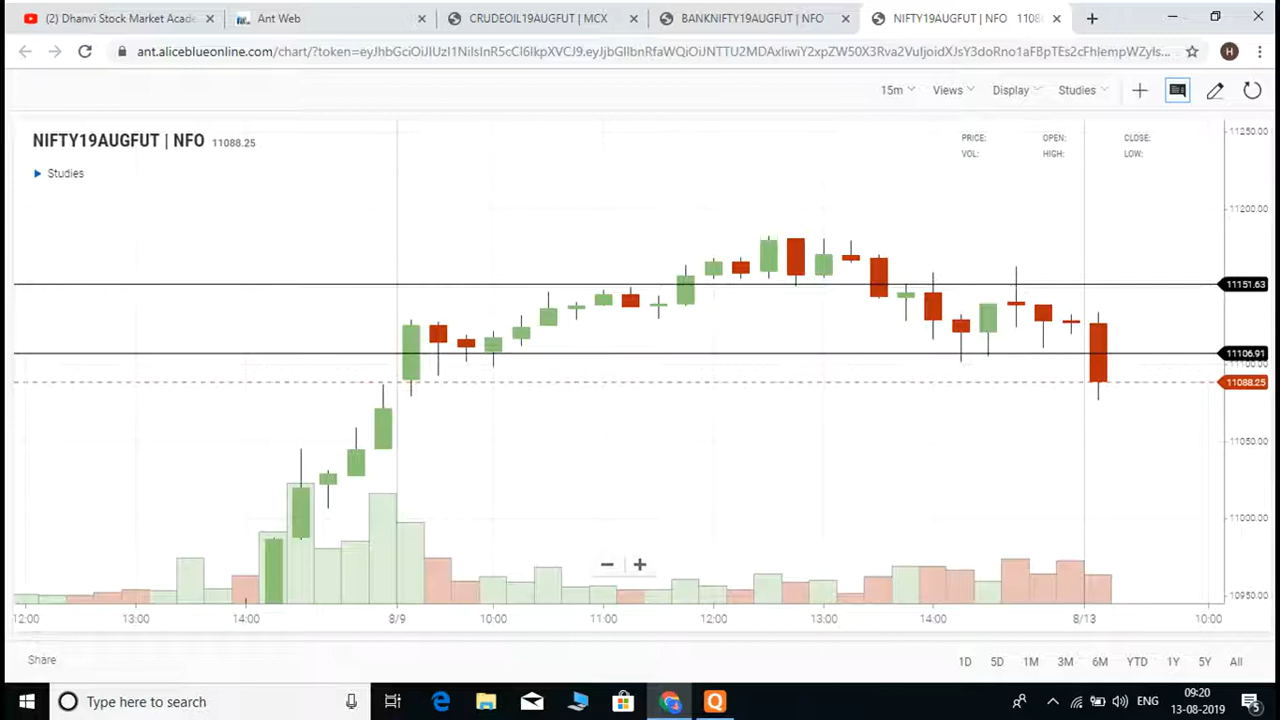 (2) Dhanvi Stock Market Acade
Ant Web
CRUDEOIL19AUGFUT | MCX
BANKNIFTY19AUGFUT | NFO
NIFTY19AUGFUT | NFO 1108
H
15m
Views
Display
Studies
NIFTY19AUGFUT | NFO 11088.25
PRICE:
OPEN:
CLOSE:
VOL:
HIGH:
LOW:
Studies
11250.00
11200.00
11151.63
11106.91
11088.25
11050.00
11000.00
10950.00
12:00
13:00
14:00
8/9
10:00
11:00
12:00
13:00
14:00
8/13
10:00
Share
1D
5D
1M
3M
6M
YTD
1Y
5Y
All
Type here to search
ENG
09:20
13-08-2019
5